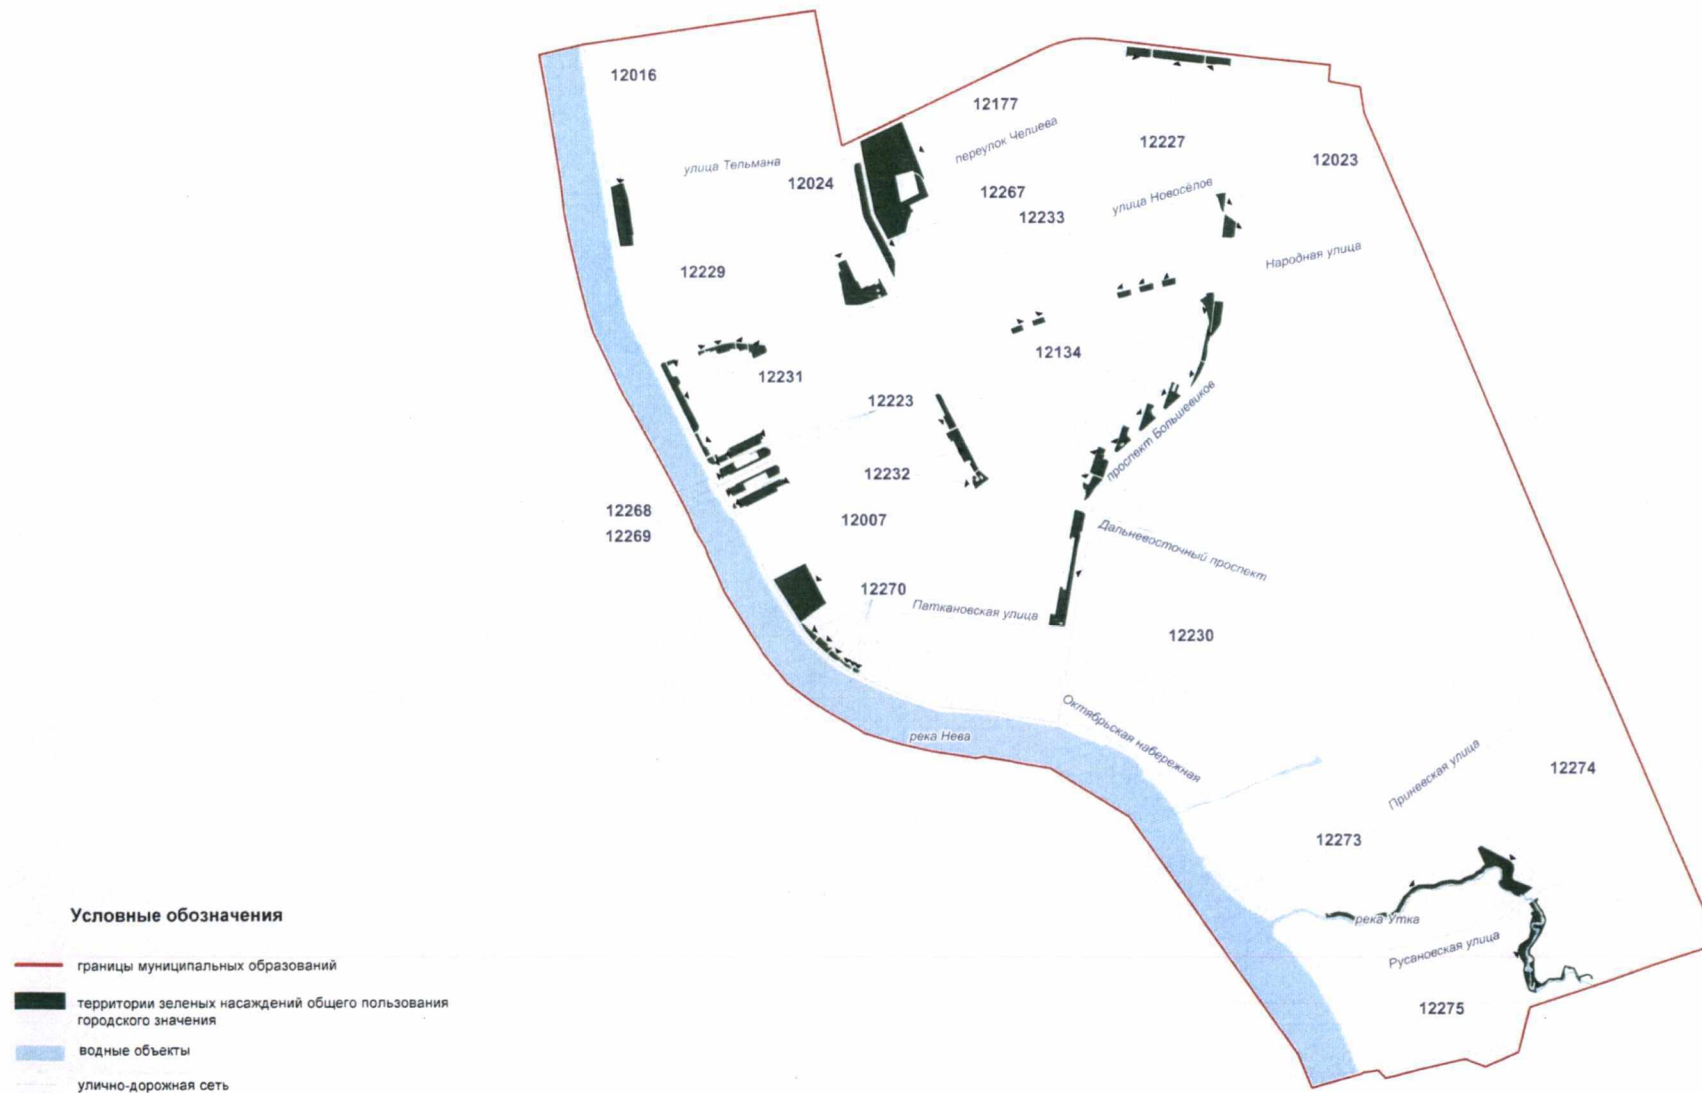 12016
12177
переулок Челиева
12227
12023
улица Тельмана
12024
12267
12233
улица Новосёлов
Народная улица
12229
12134
12231
12223
проспект Большевиков
12232
12268
12269
12007
Дальневосточный проспект
12270
Паткановская улица
12230
Октябрьская набережная
река Нева
Приневская улица
12274
12273
река Утка
Русановская улица
12275
Условные обозначения
границы муниципальных образований
территории зеленых насаждений общего пользования
городского значения
водные объекты
улично-дорожная сеть